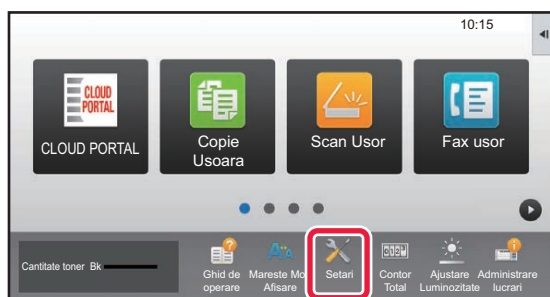 10:15
CLOUD
PORTAL
CLOUD PORTAL
Copie
Usoara
Scan Usor
Fax usor
Cantitate toner Bk
Ghid de
operare
Mareste Mod
Afisare
Setari
Contor
Total
Ajustare
Luminozitate
Administrare
lucrari